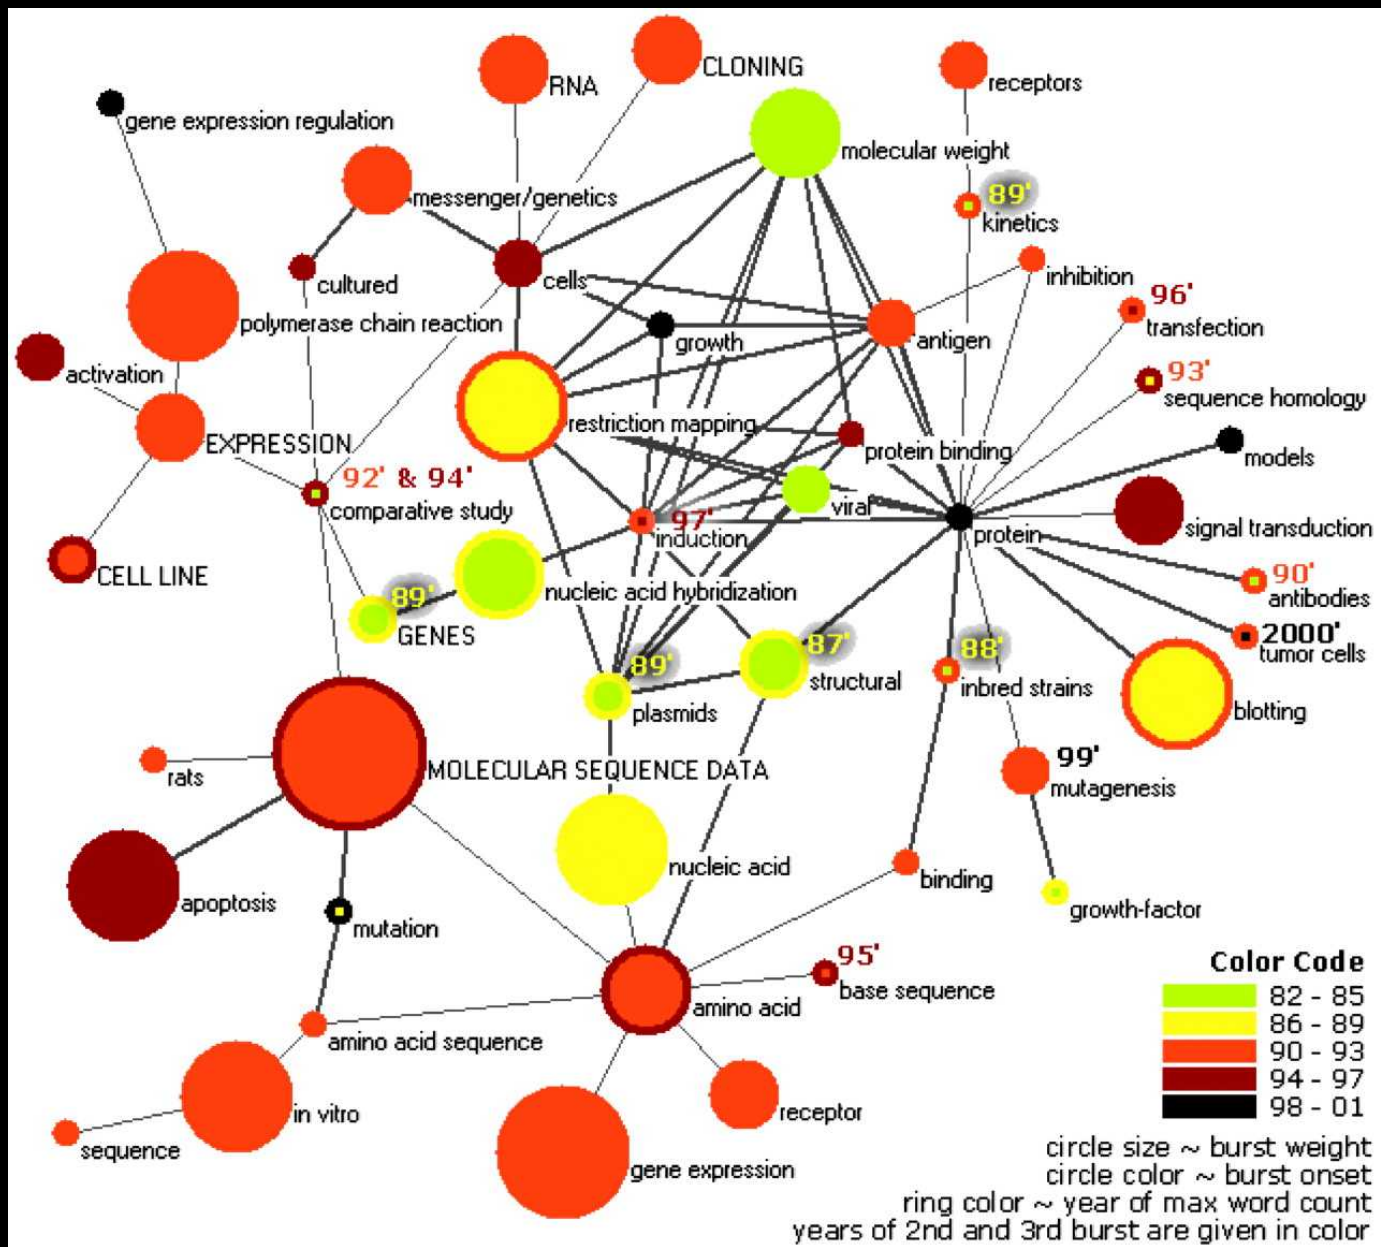 RNA
CLONING
receptors
gene expression regulation
molecular weight
messenger/genetics
89'
kinetics
cells
inhibition
cultured
polymerase chain reaction
96'
transfection
growth
antigen
activation
93'
sequence homology
restriction mapping
EXPRESSION
protein binding
models
92' & 94'
comparative study
viral
97'
induction
protein
signal transduction
CELL LINE
90'
antibodies
nucleic acid hybridization
89'
GENES
2000'
tumor cells
87'
structural
88'
inbred strains
89'
plasmids
blotting
rats
MOLECULAR SEQUENCE DATA
99'
mutagenesis
nucleic acid
binding
apoptosis
growth-factor
mutation
95'
base sequence
amino acid
amino acid sequence
in vitro
receptor
sequence
gene expression
Color Code
82 - 85
86 - 89
90 - 93
94 - 97
98 - 01
circle size ~ burst weight
circle color ~ burst onset
ring color ~ year of max word count
years of 2nd and 3rd burst are given in color